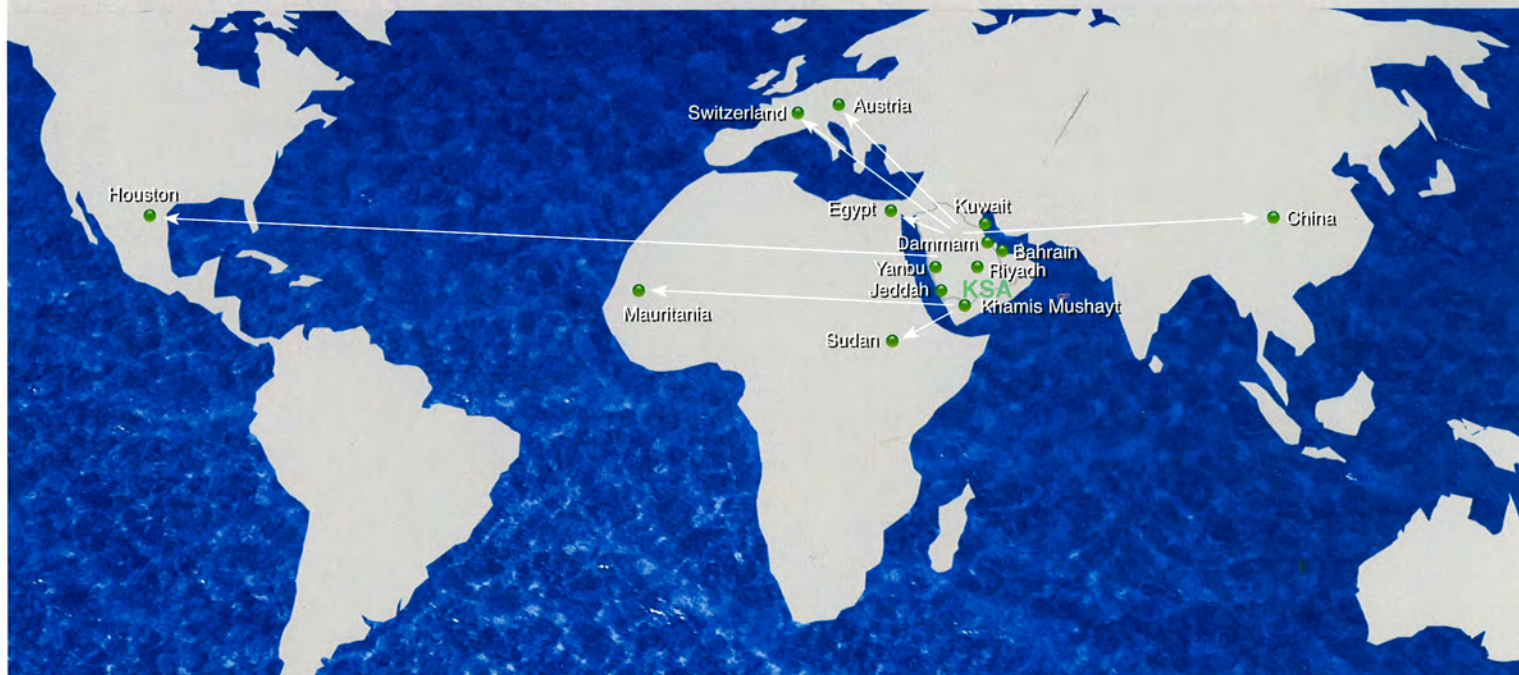 Switzerland
Austria
Houston
Egypt
Kuwait
China
Dammam
Bahrain
Yanbu
Riyadh
Jeddah
KSA
Mauritania
Khamis Mushayt
Sudan